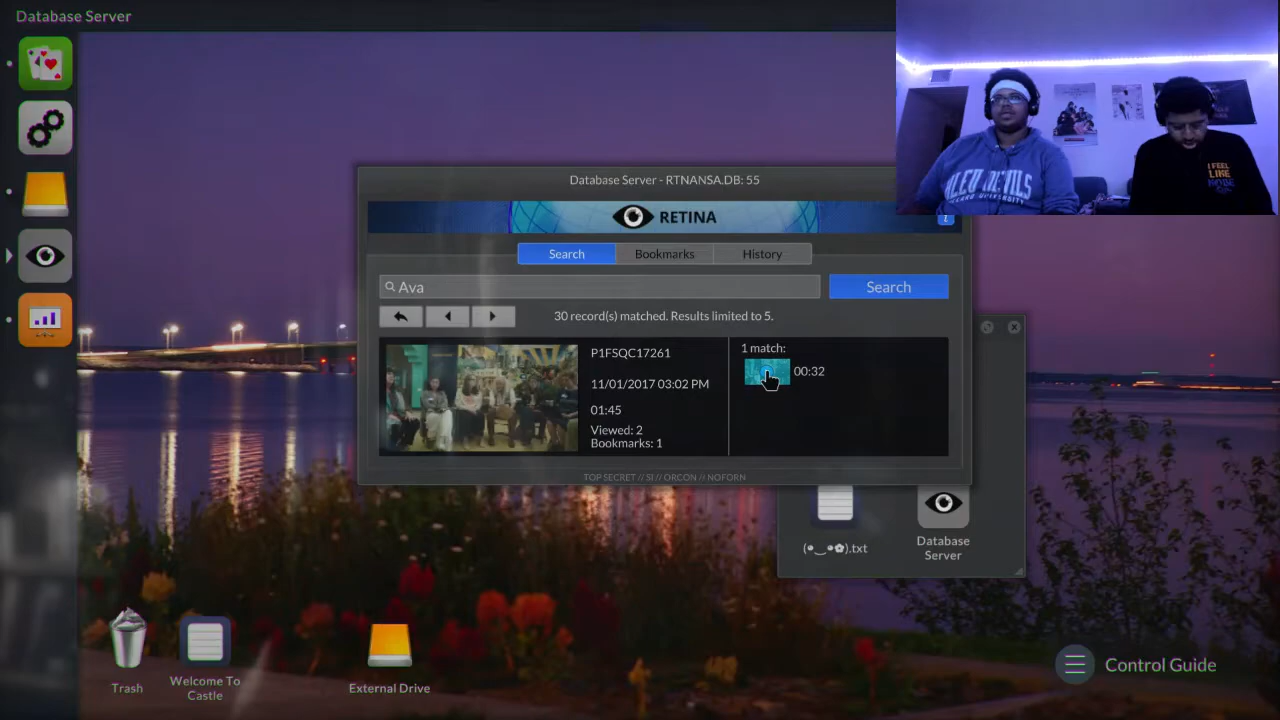 Database Server
Database Server - RTNANSA.DB: 55
RETINA
Search
Bookmarks
History
Ava
Search
30 record(s) matched. Results limited to 5.
P1FSQC17261
11/01/2017 03:02 PM
01:45
Viewed: 2
Bookmarks: 1
1 match:
00:32
TOP SECRET // SI // ORCON // NOFORN
(•‿•✿).txt
Database
Server
Trash
Welcome To
Castle
External Drive
Control Guide
I FEEL
LIKE